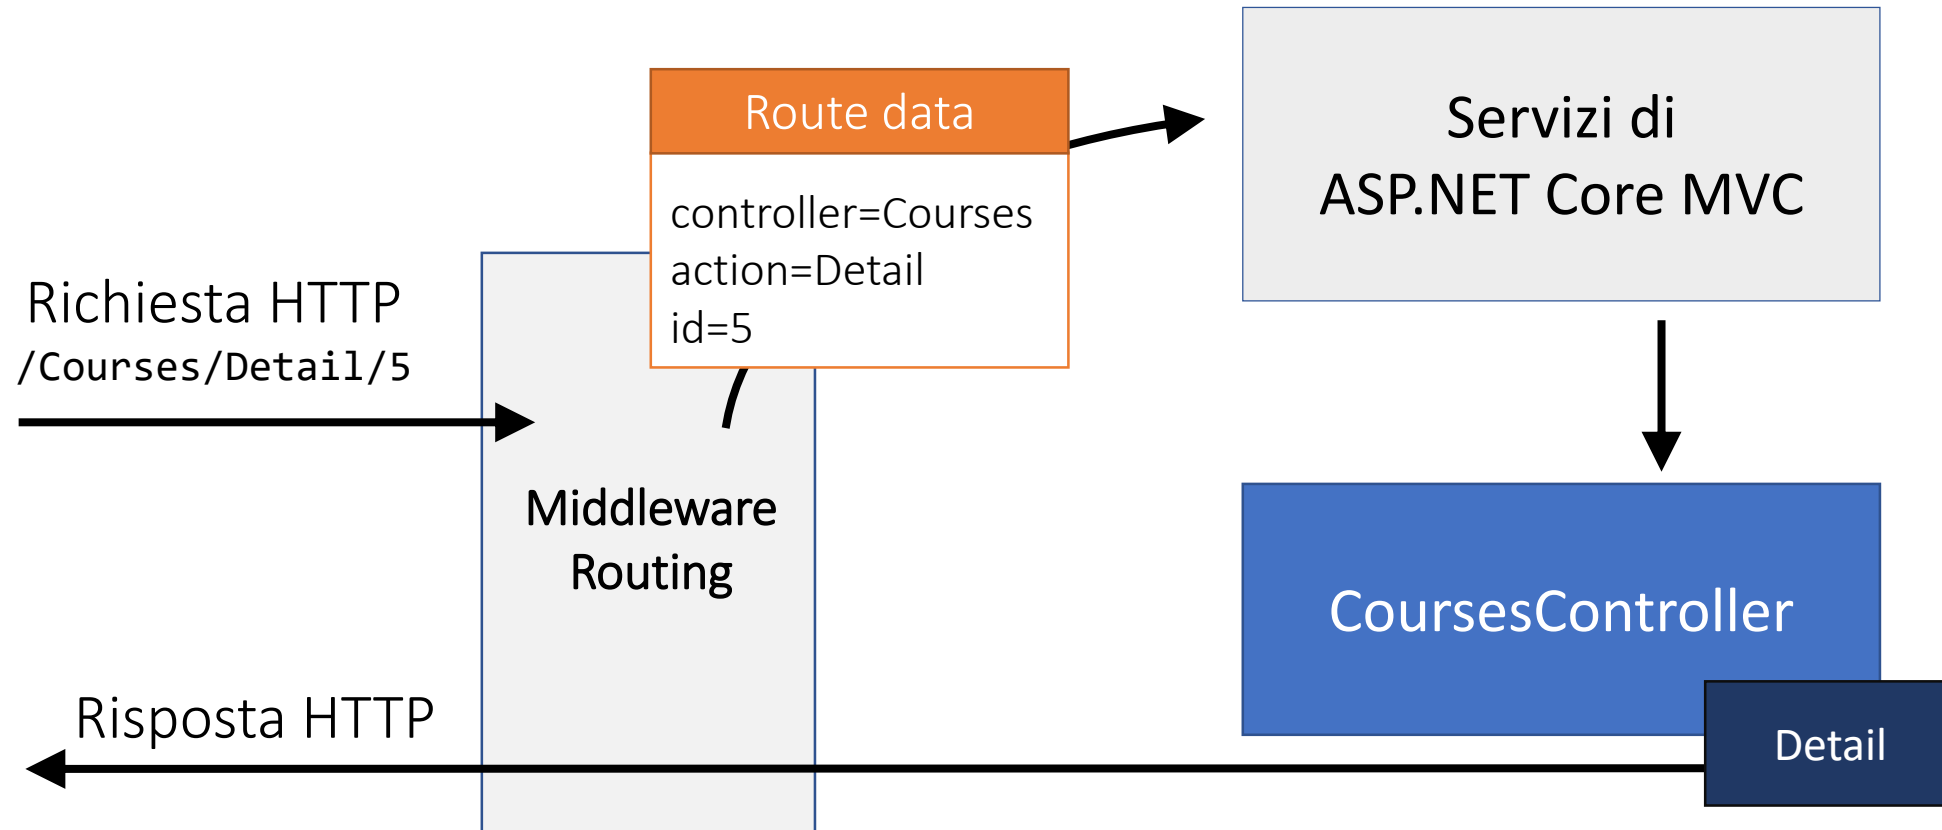 Route data
controller=Courses
action=Detail
id=5
Servizi di
ASP.NET Core MVC
Richiesta HTTP
/Courses/Detail/5
Middleware
Routing
CoursesController
Risposta HTTP
Detail